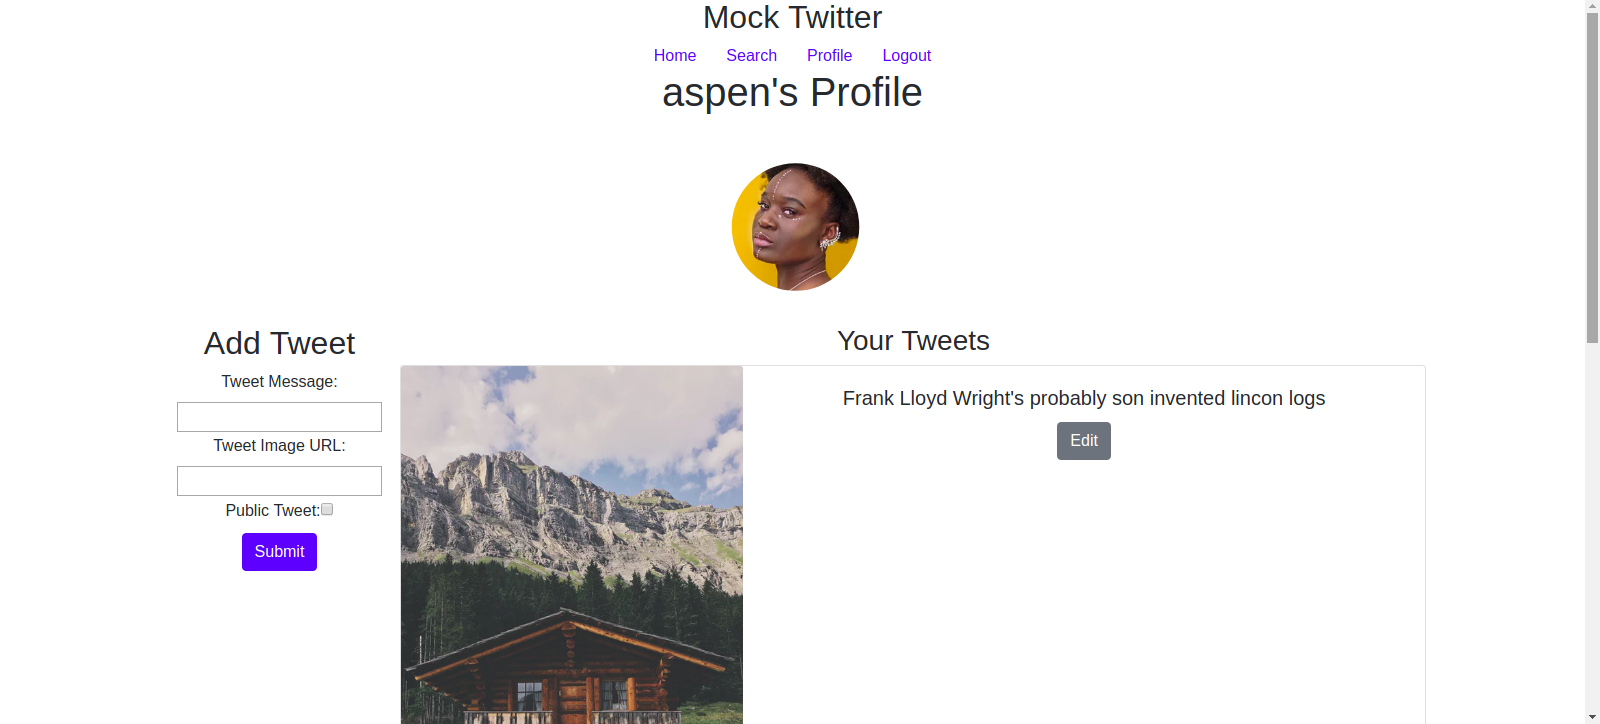 Mock Twitter
Home Search Profile Logout
aspen's Profile
Add Tweet
Tweet Message:
Tweet Image URL:
Public Tweet:
Submit
Your Tweets
Frank Lloyd Wright's probably son invented lincon logs
Edit